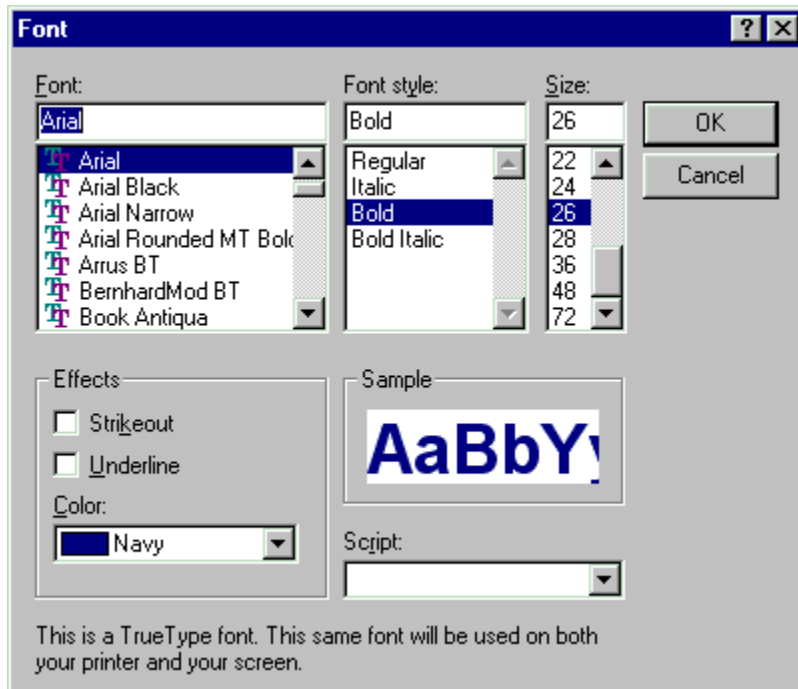 Font
Font:
Font style:
Size:
Arial
Bold
26
OK
Cancel
Arial
Arial Black
Arial Narrow
Arial Rounded MT Bold
Arrus BT
BernhardMod BT
Book Antiqua
Regular
Italic
Bold
Bold Italic
22
24
26
28
36
48
72
Effects
Strikeout
Underline
Color:
Navy
Sample
AaBbYy
Script:
This is a TrueType font. This same font will be used on both
your printer and your screen.